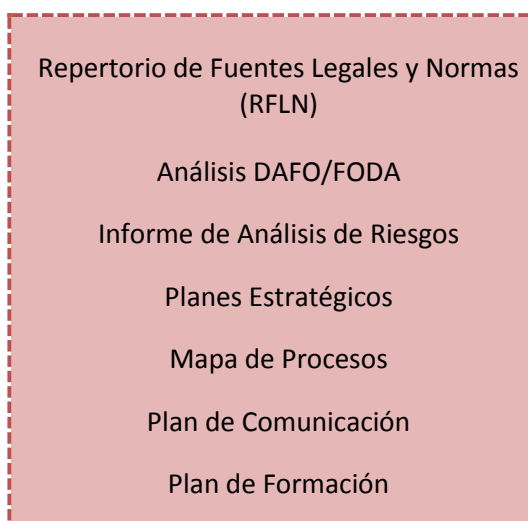 Repertorio de Fuentes Legales y Normas
(RFLN)
Análisis DAFO/FODA
Informe de Análisis de Riesgos
Planes Estratégicos
Mapa de Procesos
Plan de Comunicación
Plan de Formación